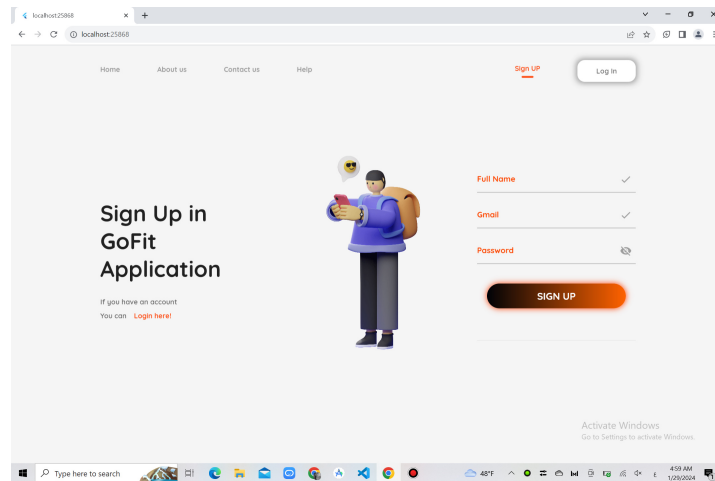 localhost:25868
localhost:25868
Home About us Contact us Help Sign UP Log In
Full Name
Gmail
Password
SIGN UP
Sign Up in
GoFit
Application
If you have an account
You can Login here!
Activate Windows
Go to Settings to activate Windows.
Type here to search
48°F
4:59 AM
1/29/2024